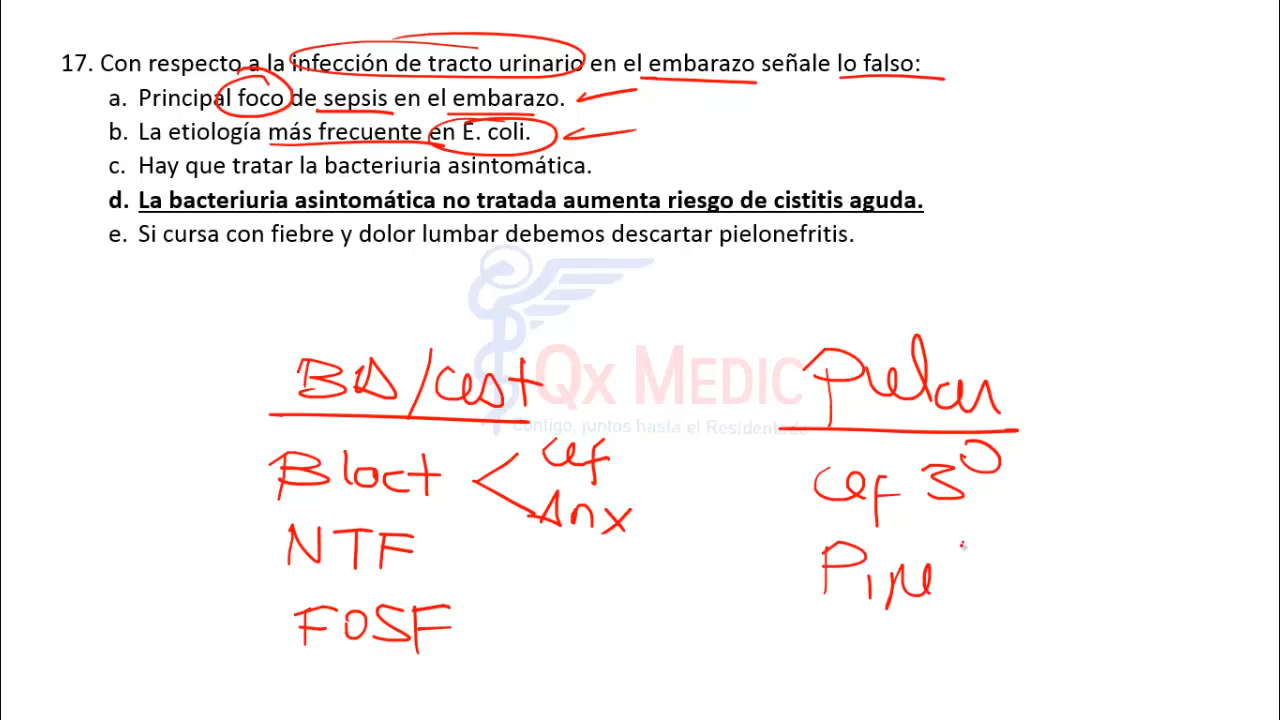 17. Con respecto a la infección de tracto urinario en el embarazo señale lo falso:
a. Principal foco de sepsis en el embarazo.
b. La etiología más frecuente en E. coli.
c. Hay que tratar la bacteriuria asintomática.
d. La bacteriuria asintomática no tratada aumenta riesgo de cistitis aguda.
e. Si cursa con fiebre y dolor lumbar debemos descartar pielonefritis.
QX MEDIC
Contigo, juntos hasta el Residentado
BA/cist
Blact
cef
Amx
NTF
FOSF
cef 3º